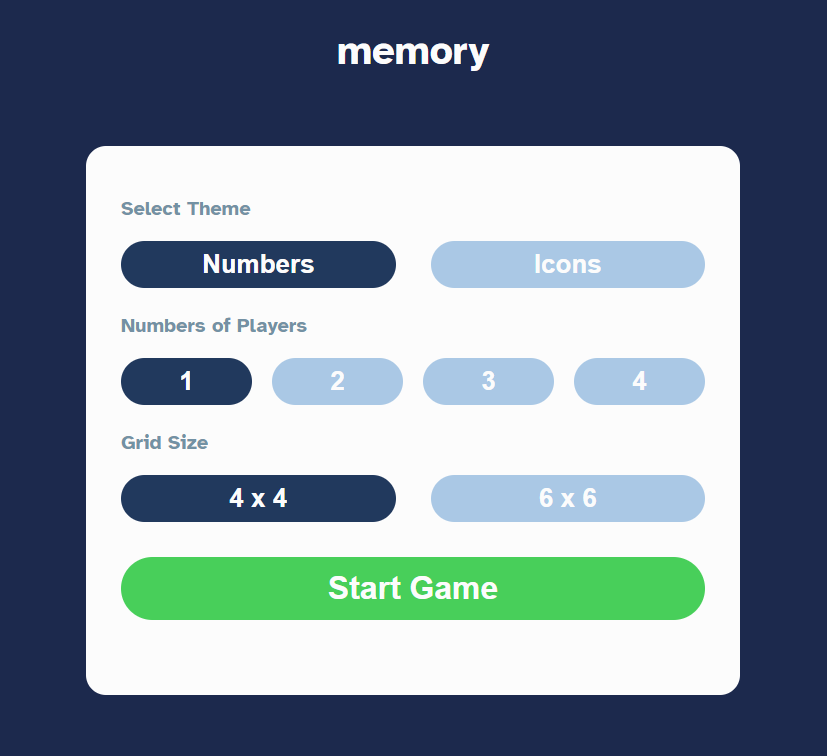 memory
Select Theme
Numbers Icons
Numbers of Players
1 2 3 4
Grid Size
4 x 4 6 x 6
Start Game